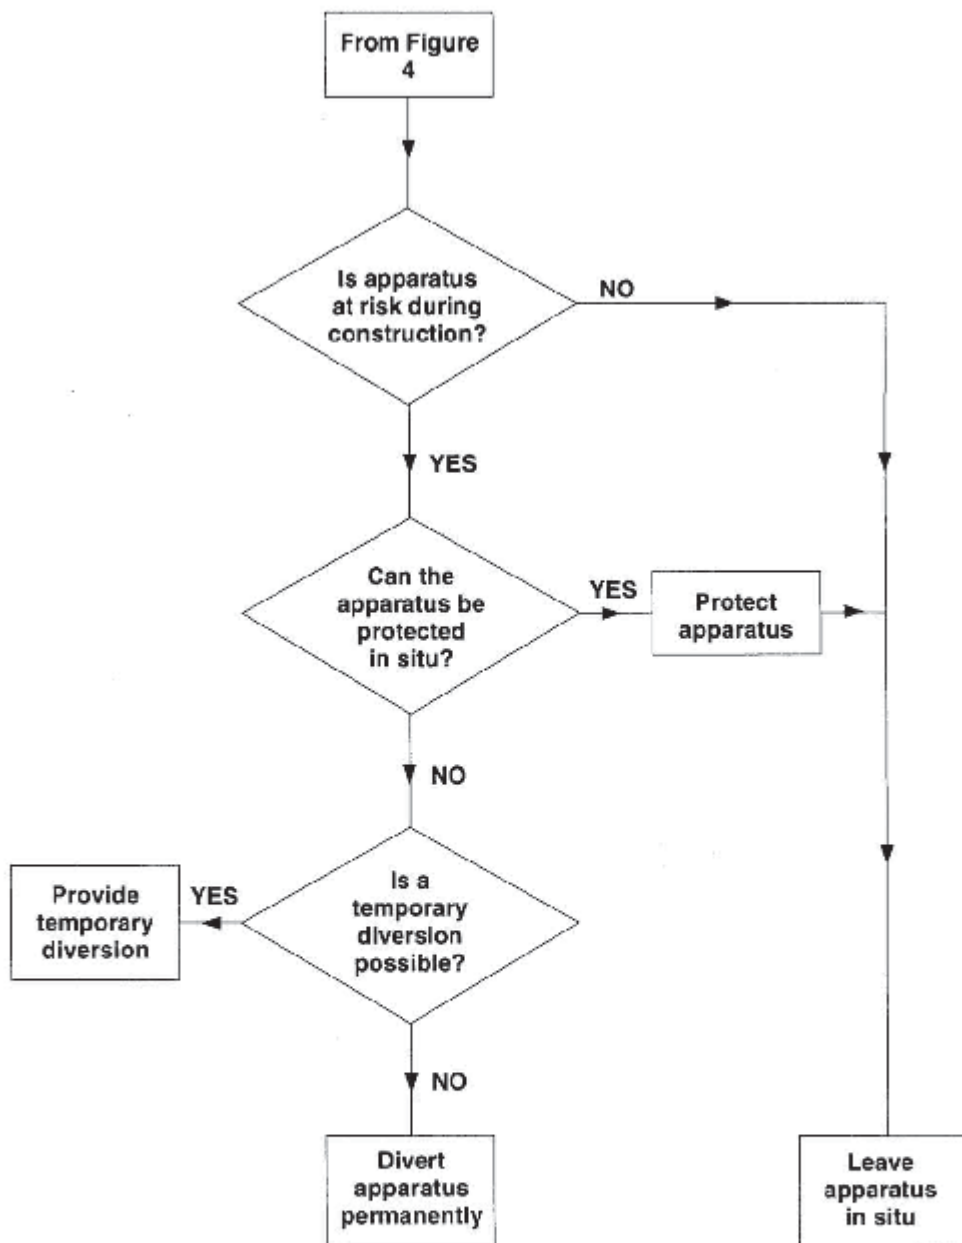 From Figure
4
Is apparatus
at risk during
construction?
NO
YES
Can the
apparatus be
protected
in situ?
YES
Protect
apparatus
NO
Is a
temporary
diversion
possible?
YES
Provide
temporary
diversion
NO
Divert
apparatus
permanently
Leave
apparatus
in situ